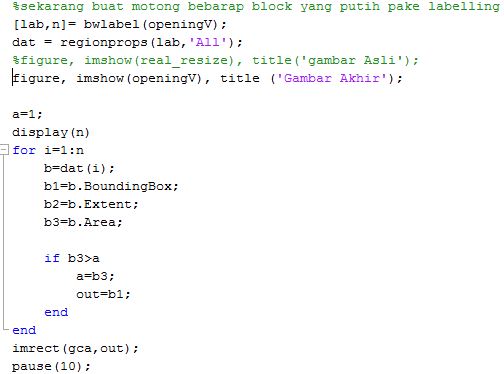 %sekarang buat motong bebarap block yang putih pake labelling
[lab,n]= bwlabel(openingV);
dat = regionprops(lab,'All');
%figure, imshow(real_resize), title('gambar Asli');
figure, imshow(openingV), title ('Gambar Akhir');
a=1;
display(n)
for i=1:n
b=dat(i);
b1=b.BoundingBox;
b2=b.Extent;
b3=b.Area;
if b3>a
a=b3;
out=b1;
end
end
imrect(gca,out);
pause(10);